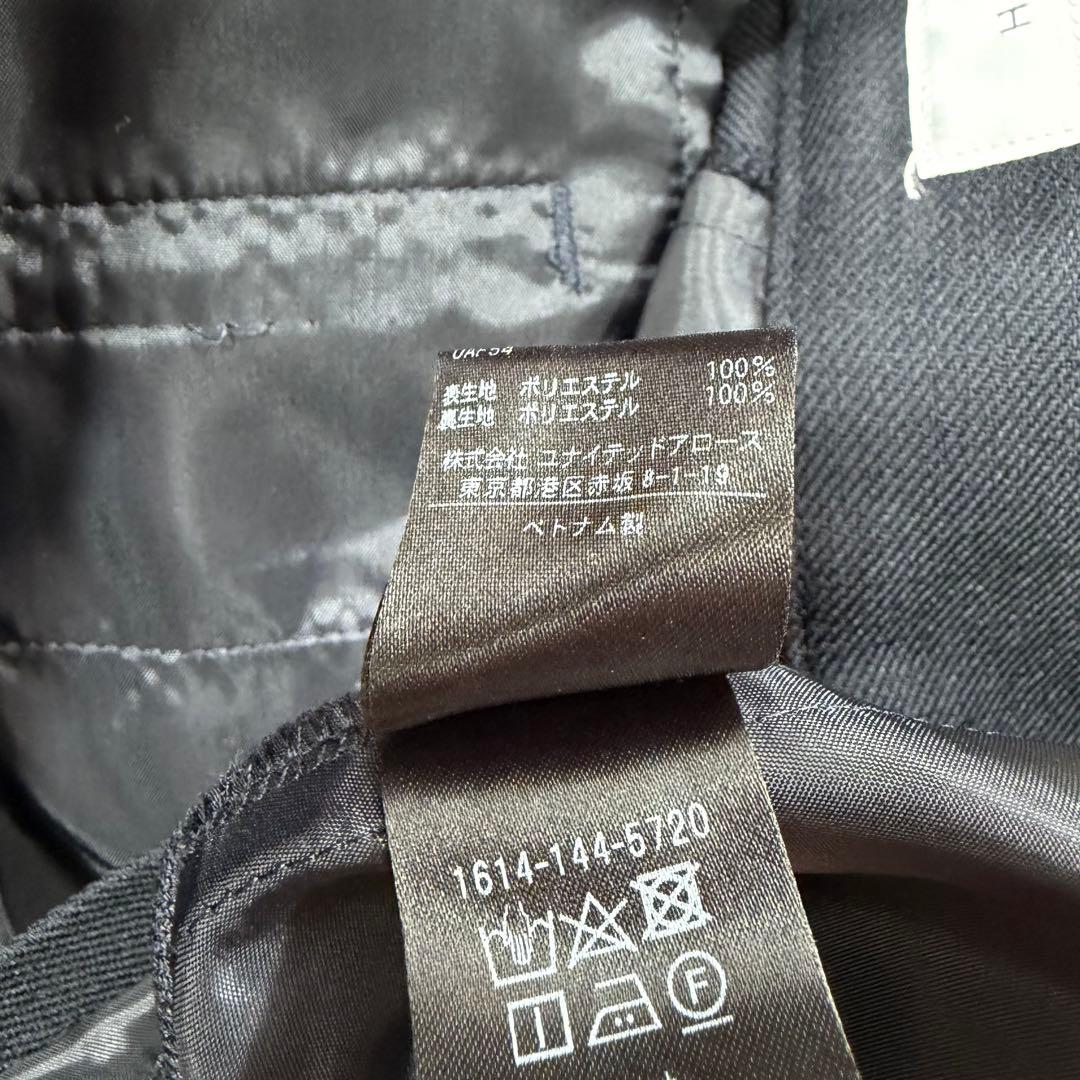 H
UAF54
表生地 ポリエステル 100%
裏生地 ポリエステル 100%
株式会社 ユナイテッドアローズ
東京都港区赤坂 8-1-19
ベトナム製
1614-144-5720
F